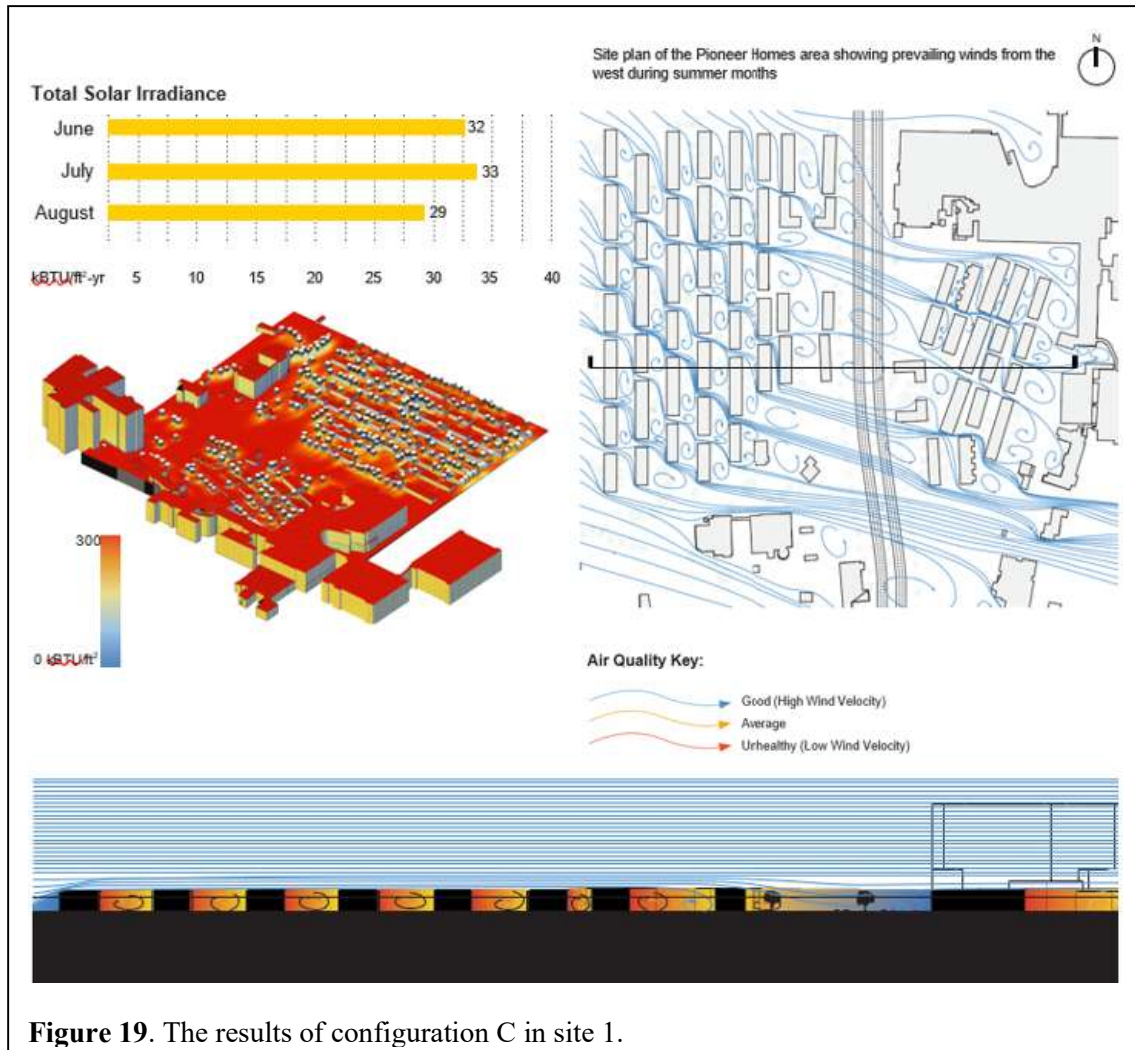 Site plan of the Pioneer Homes area showing prevailing winds from the
west during summer months
N
Total Solar Irradiance
June 32
July 33
August 29
kBTU/ft²-yr 5 10 15 20 25 30 35 40
300
0 kBTU/ft²
Air Quality Key:
Good (High Wind Velocity)
Average
Unhealthy (Low Wind Velocity)
Figure 19. The results of configuration C in site 1.